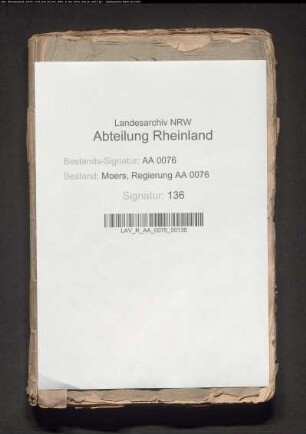 Landesarchiv NRW
Abteilung Rheinland
Bestands-Signatur: AA 0076
Bestand: Moers, Regierung AA 0076
Signatur: 136
LAV_R_AA_0076_00136